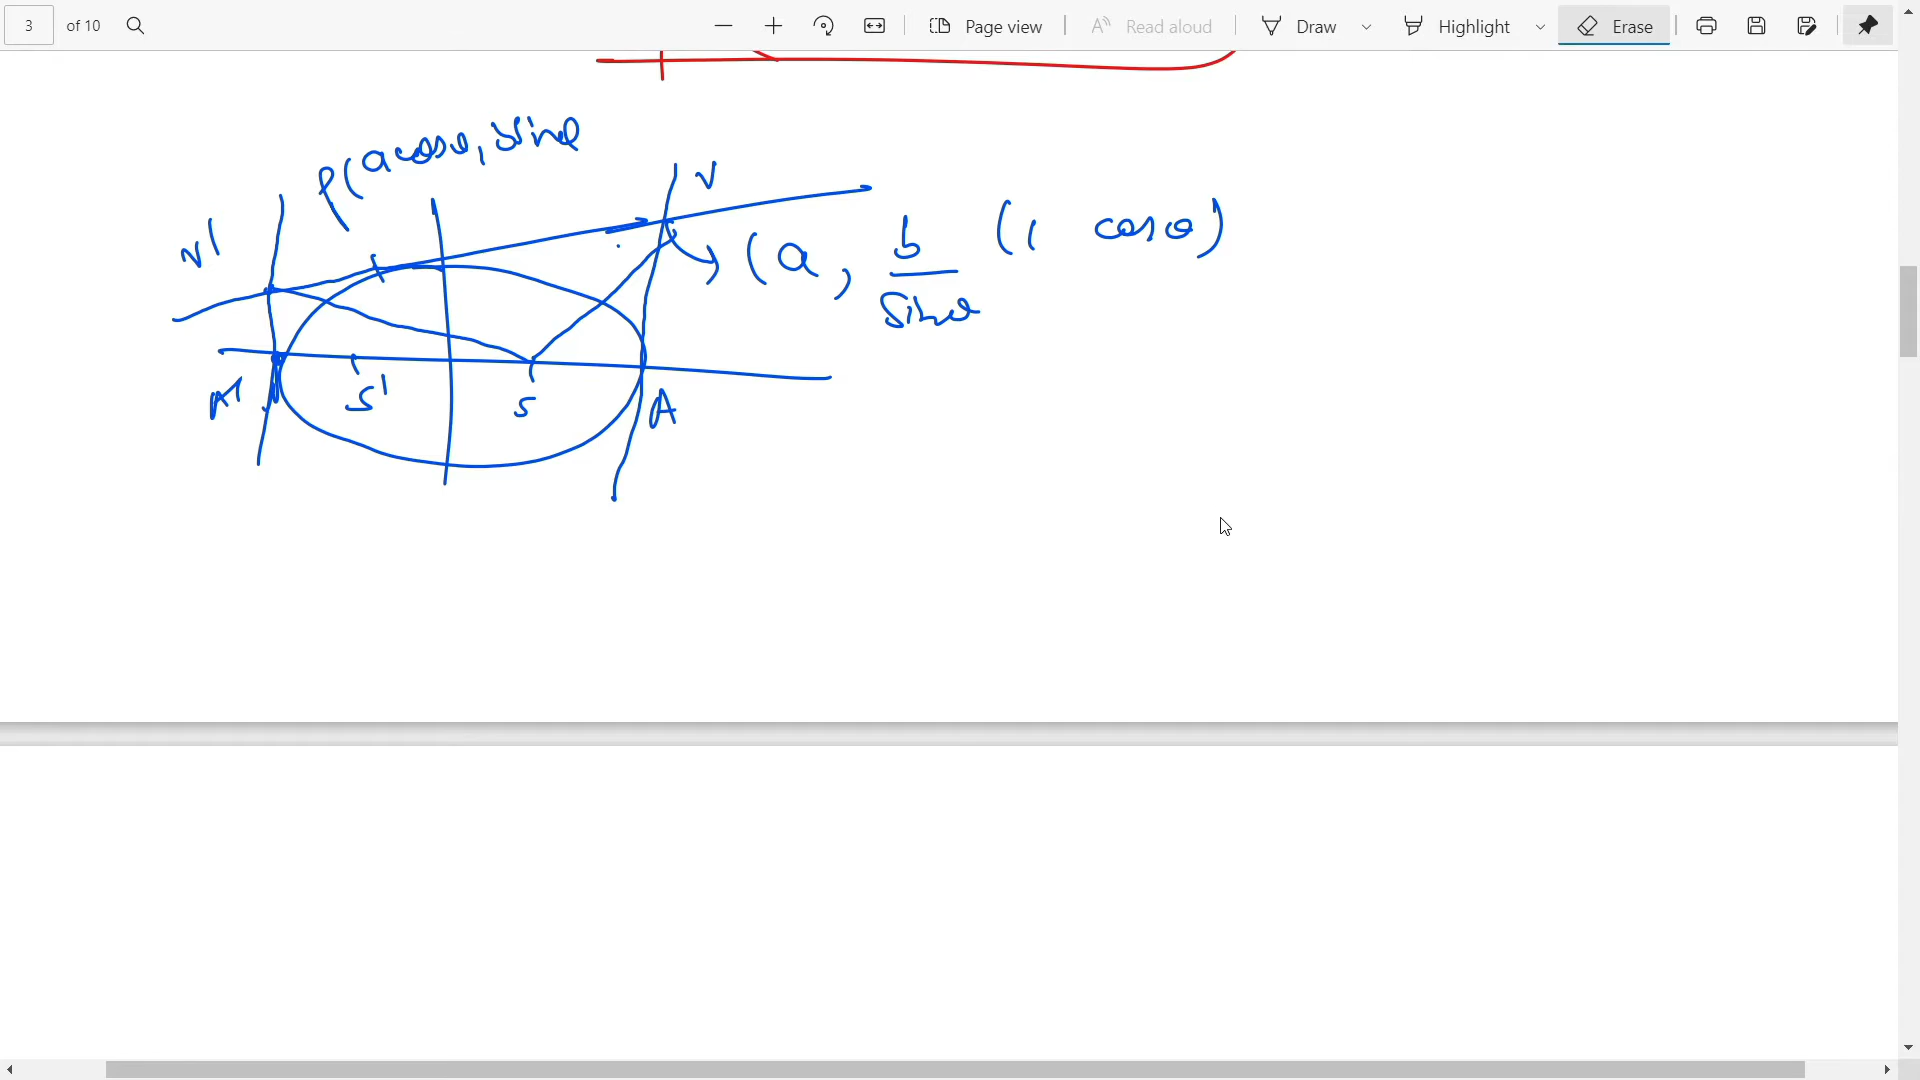 3 of 10 Page view Read aloud Draw Highlight Erase
P(acosθ, bsinθ
V
V'
(a, b/sinθ (1 cosθ)
A' S' S A